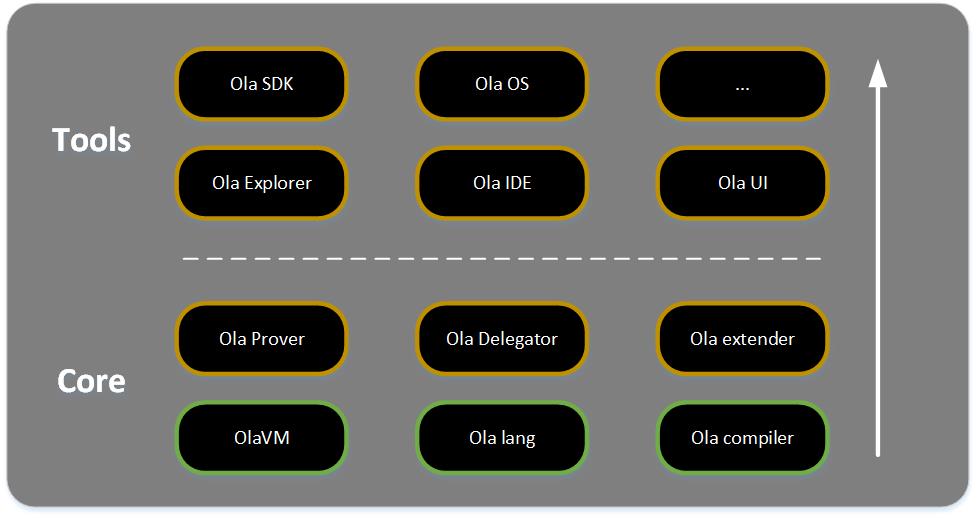 Tools
Ola SDK
Ola OS
...
Ola Explorer
Ola IDE
Ola UI
Core
Ola Prover
Ola Delegator
Ola extender
OlaVM
Ola lang
Ola compiler